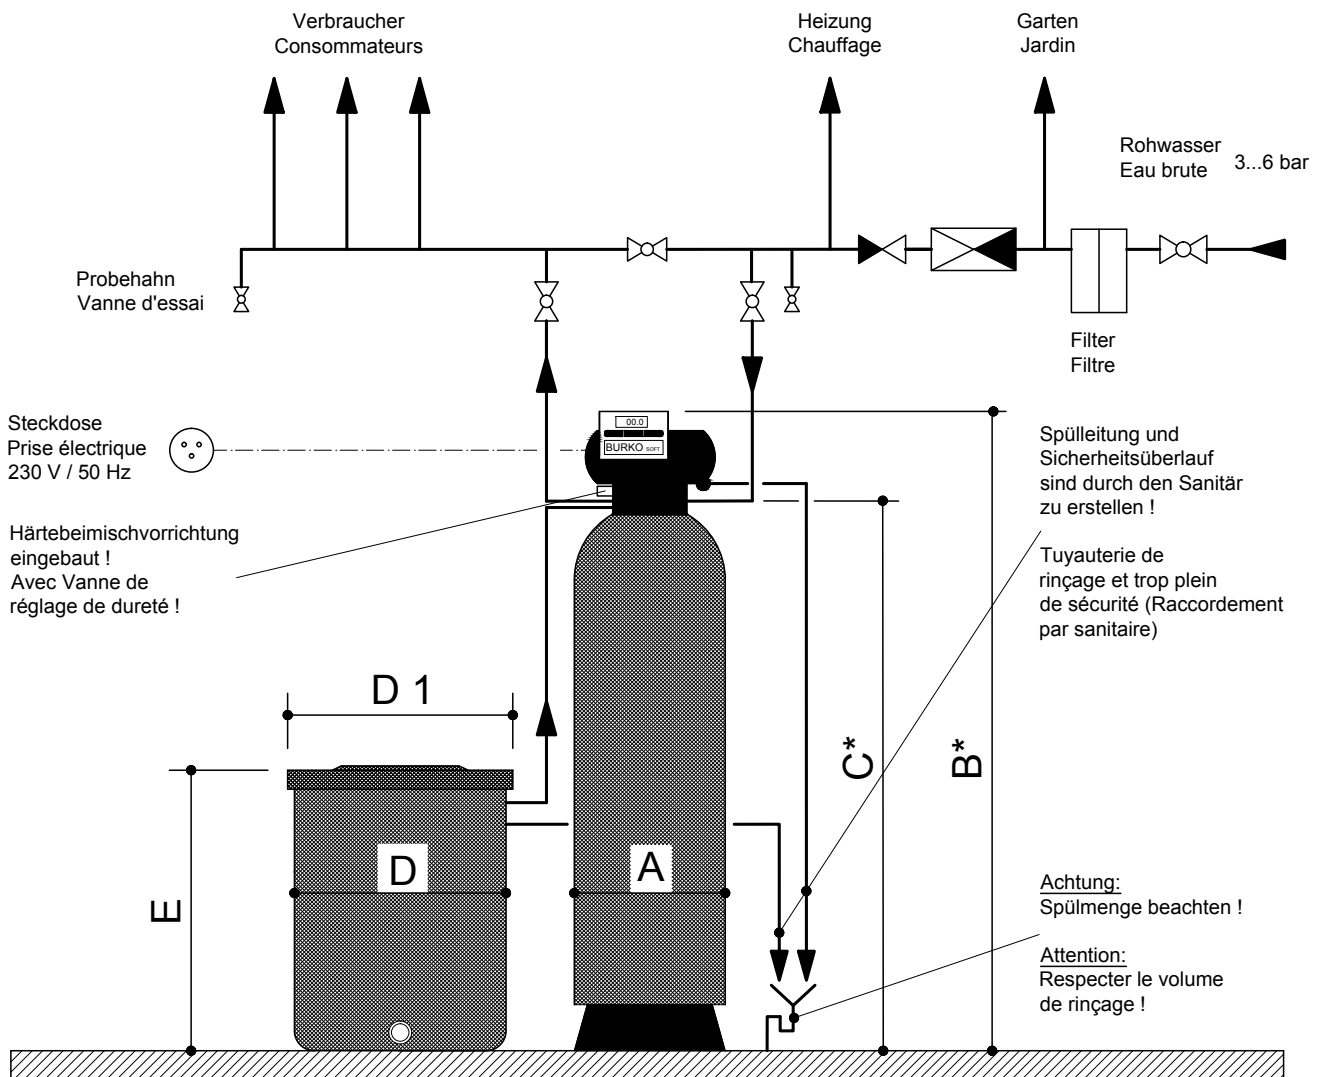 Verbraucher
Consommateurs
Heizung
Chauffage
Garten
Jardin
Rohwasser
Eau brute
3...6 bar
Probehahn
Vanne d'essai
Filter
Filtre
Steckdose
Prise électrique
230 V / 50 Hz
00.0
BURKO SOFT
Spülleitung und
Sicherheitsüberlauf
sind durch den Sanitär
zu erstellen !
Tuyauterie de
rinçage et trop plein
de sécurité (Raccordement
par sanitaire)
Härtebeimischvorrichtung
eingebaut !
Avec Vanne de
réglage de dureté !
D 1
C*
B*
D
A
E
Achtung:
Spülmenge beachten !
Attention:
Respecter le volume
de rinçage !